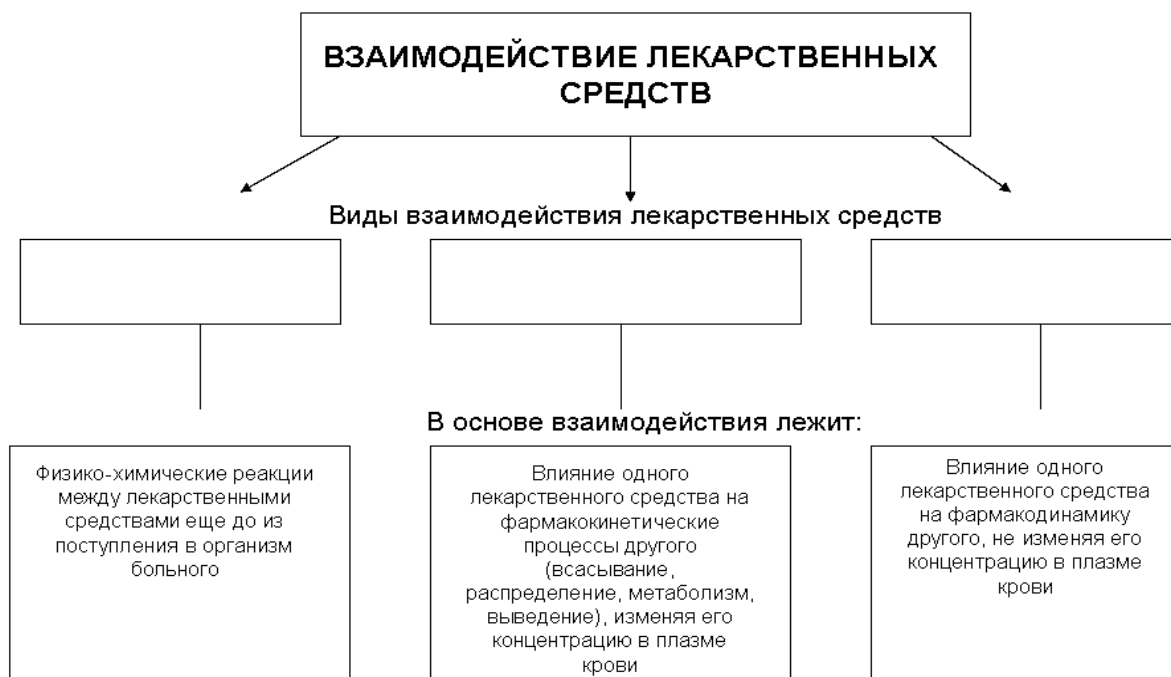 ВЗАИМОДЕЙСТВИЕ ЛЕКАРСТВЕННЫХ
СРЕДСТВ
Виды взаимодействия лекарственных средств
В основе взаимодействия лежит:
Физико-химические реакции
между лекарственными
средствами еще до из
поступления в организм
больного
Влияние одного
лекарственного средства на
фармакокинетические
процессы другого
(всасывание,
распределение, метаболизм,
выведение), изменяя его
концентрацию в плазме
крови
Влияние одного
лекарственного средства
на фармакодинамику
другого, не изменяя его
концентрацию в плазме
крови